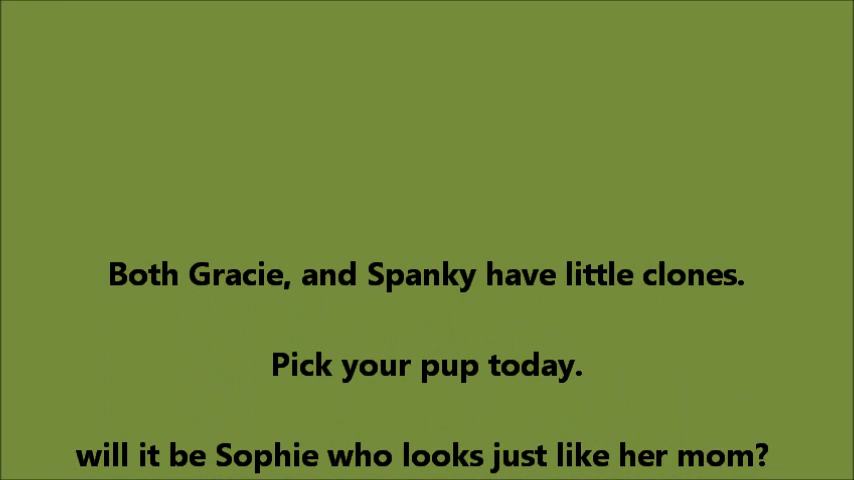 Both Gracie, and Spanky have little clones.
Pick your pup today.
will it be Sophie who looks just like her mom?